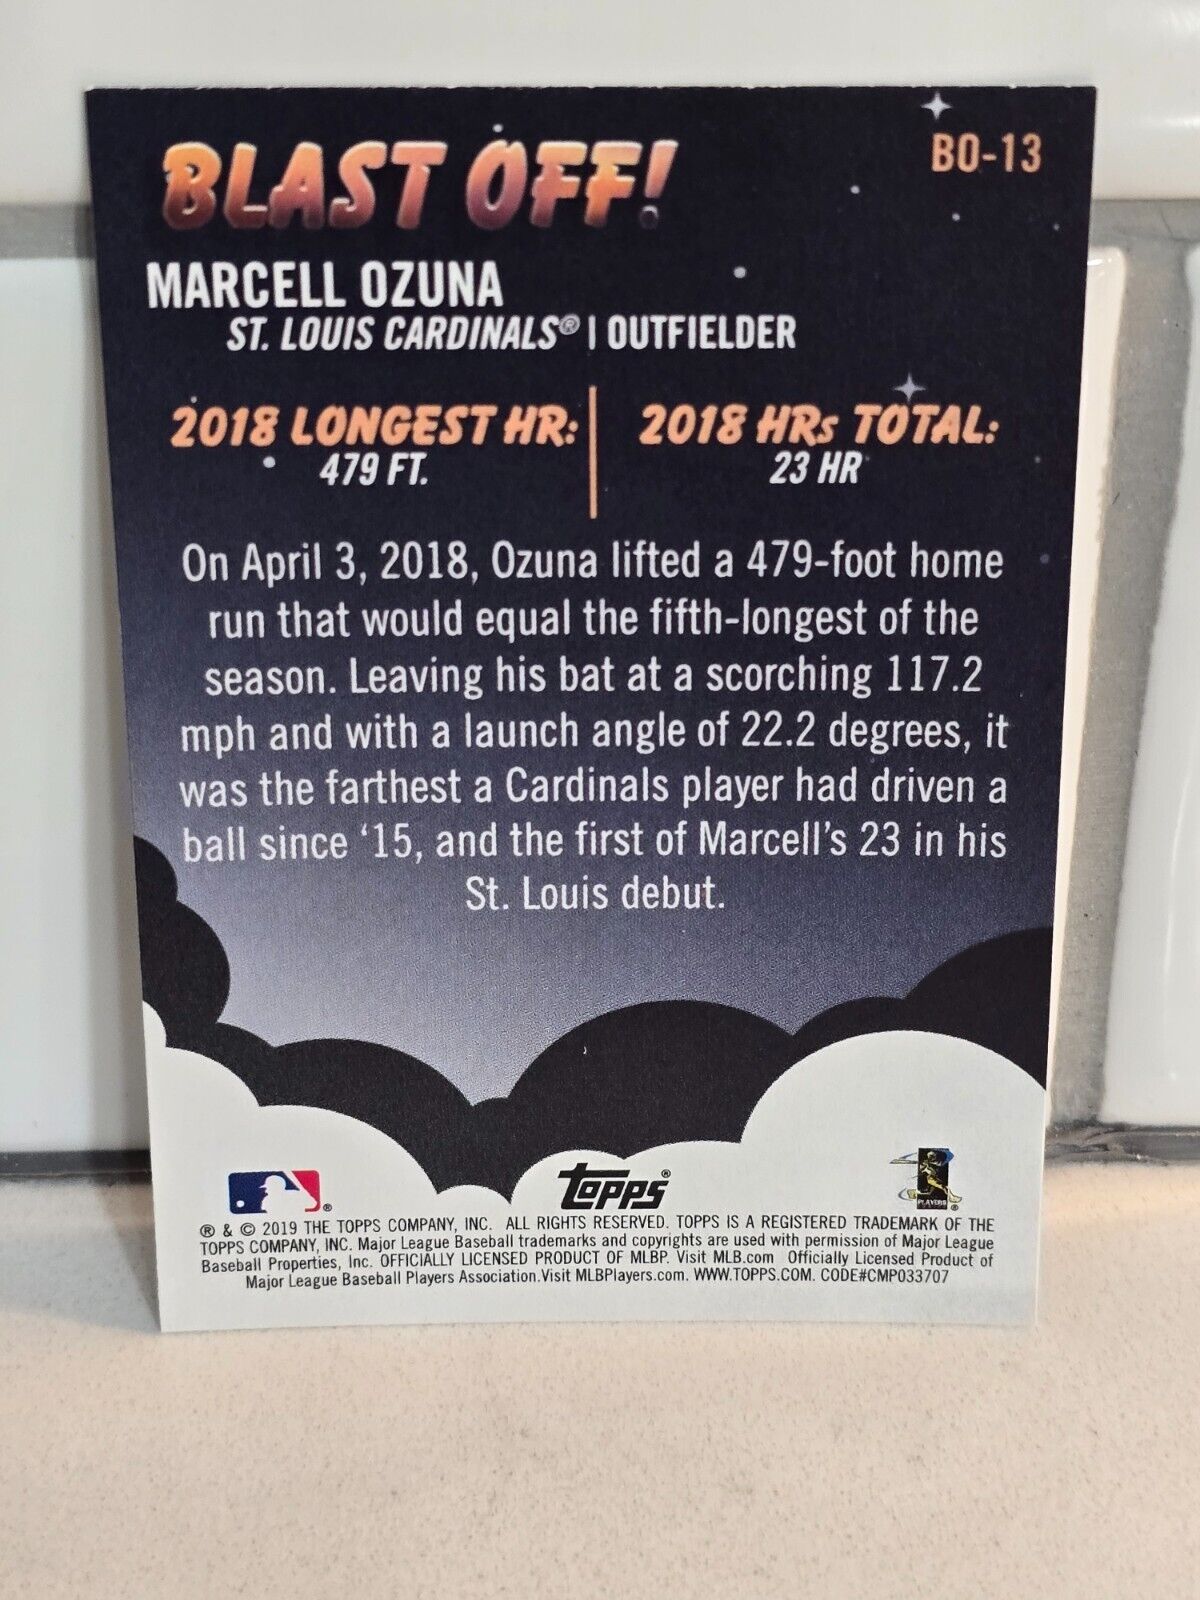 BLAST OFF!
BO-13
MARCELL OZUNA
ST. LOUIS CARDINALS® | OUTFIELDER
2018 LONGEST HR:
479 FT.
2018 HRs TOTAL:
23 HR
On April 3, 2018, Ozuna lifted a 479-foot home
run that would equal the fifth-longest of the
season. Leaving his bat at a scorching 117.2
mph and with a launch angle of 22.2 degrees, it
was the farthest a Cardinals player had driven a
ball since ‘15, and the first of Marcell’s 23 in his
St. Louis debut.
®
topps®
PLAYERS ®
® & © 2019 THE TOPPS COMPANY, INC. ALL RIGHTS RESERVED. TOPPS IS A REGISTERED TRADEMARK OF THE
TOPPS COMPANY, INC. Major League Baseball trademarks and copyrights are used with permission of Major League
Baseball Properties, Inc. OFFICIALLY LICENSED PRODUCT OF MLBP. Visit MLB.com Officially Licensed Product of
Major League Baseball Players Association. Visit MLBPlayers.com. WWW.TOPPS.COM. CODE#CMP033707